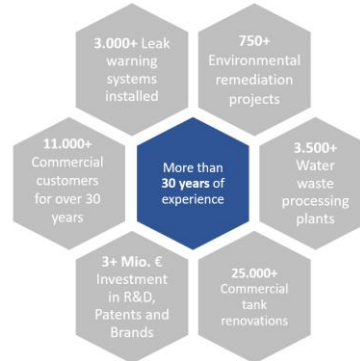 3.000+ Leak
warning
systems
installed
750+
Environmental
remediation
projects
11.000+
Commercial
customers
for over 30
years
More than
30 years of
experience
3.500+
Water
waste
processing
plants
3+ Mio. €
Investment
in R&D,
Patents and
Brands
25.000+
Commercial
tank
renovations